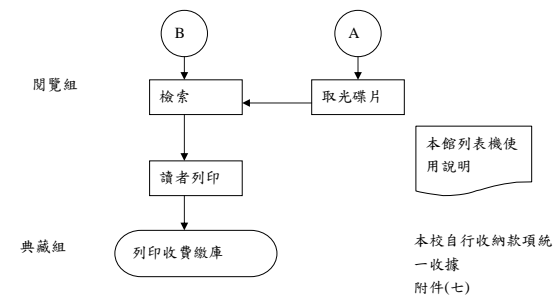 B
A
閱覽組
檢索
取光碟片
本館列表機使
用說明
讀者列印
典藏組
列印收費繳庫
本校自行收納款項統
一收據
附件(七)